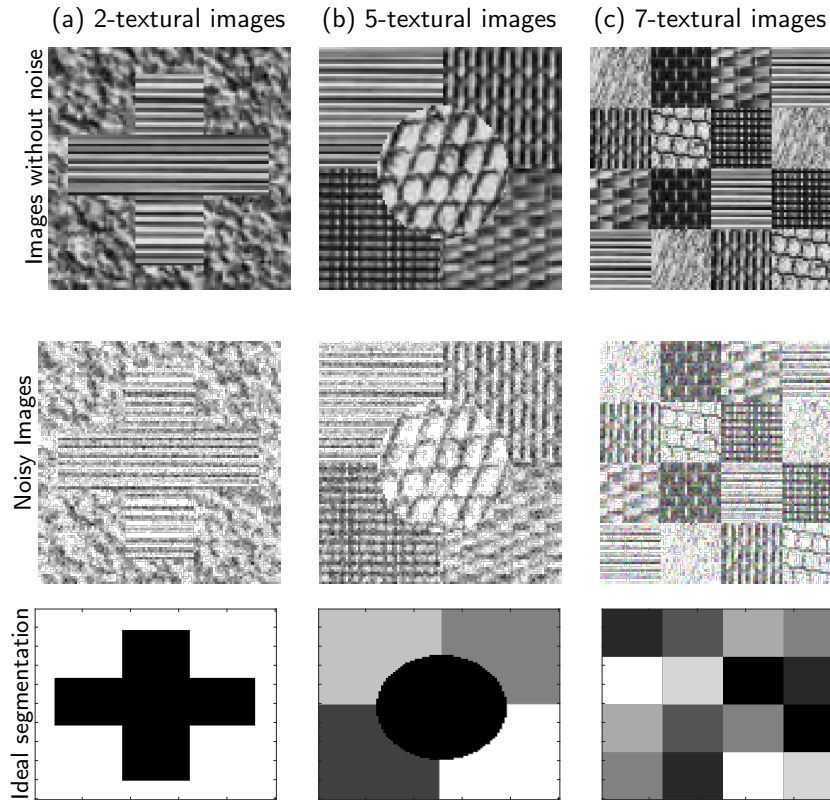 (a) 2-textural images
(b) 5-textural images
(c) 7-textural images
Images without noise
Noisy Images
Ideal segmentation